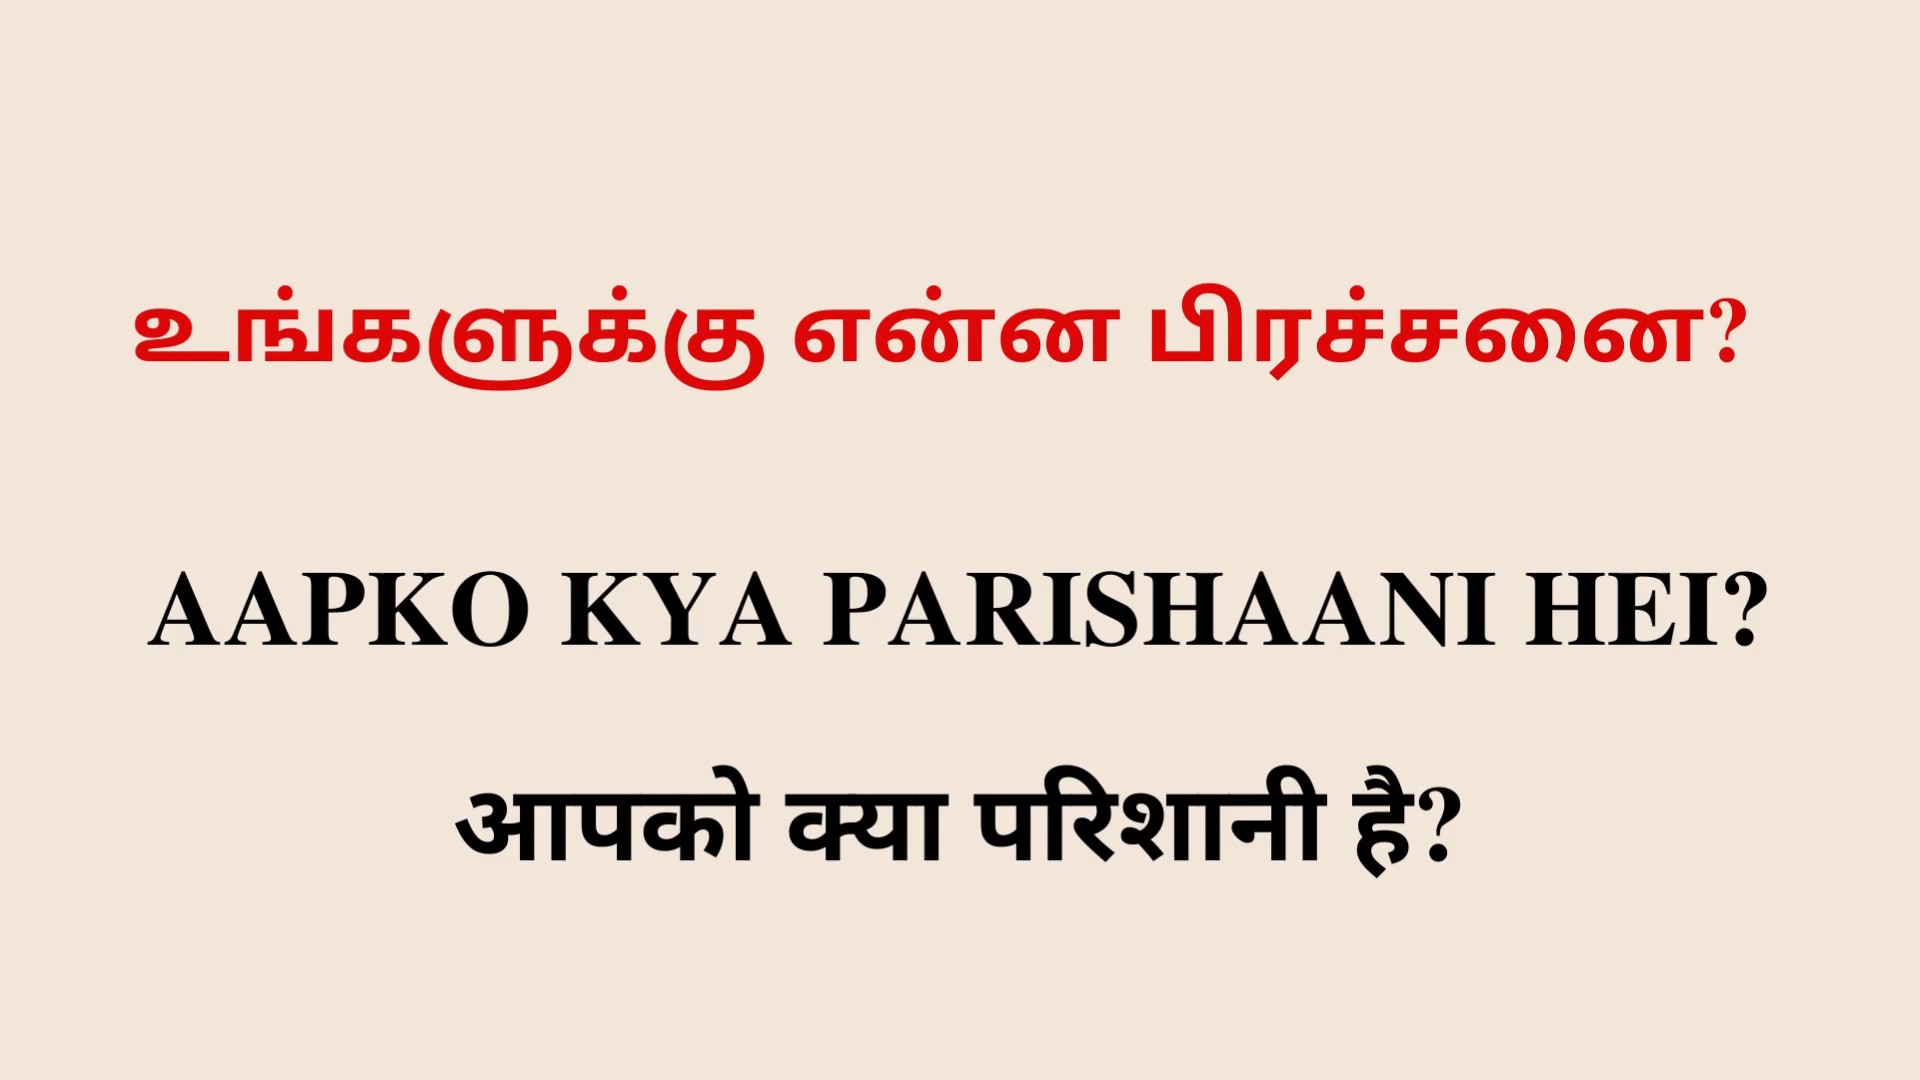 உங்களுக்கு என்ன பிரச்சனை?
AAPKO KYA PARISHAANI HEI?
आपको क्या परिशानी है?